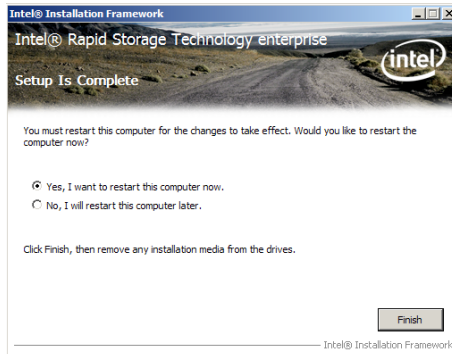 Intel® Installation Framework
Intel® Rapid Storage Technology enterprise
intel
Setup Is Complete
You must restart this computer for the changes to take effect. Would you like to restart the
computer now?
Yes, I want to restart this computer now.
No, I will restart this computer later.
Click Finish, then remove any installation media from the drives.
Finish
Intel® Installation Framework